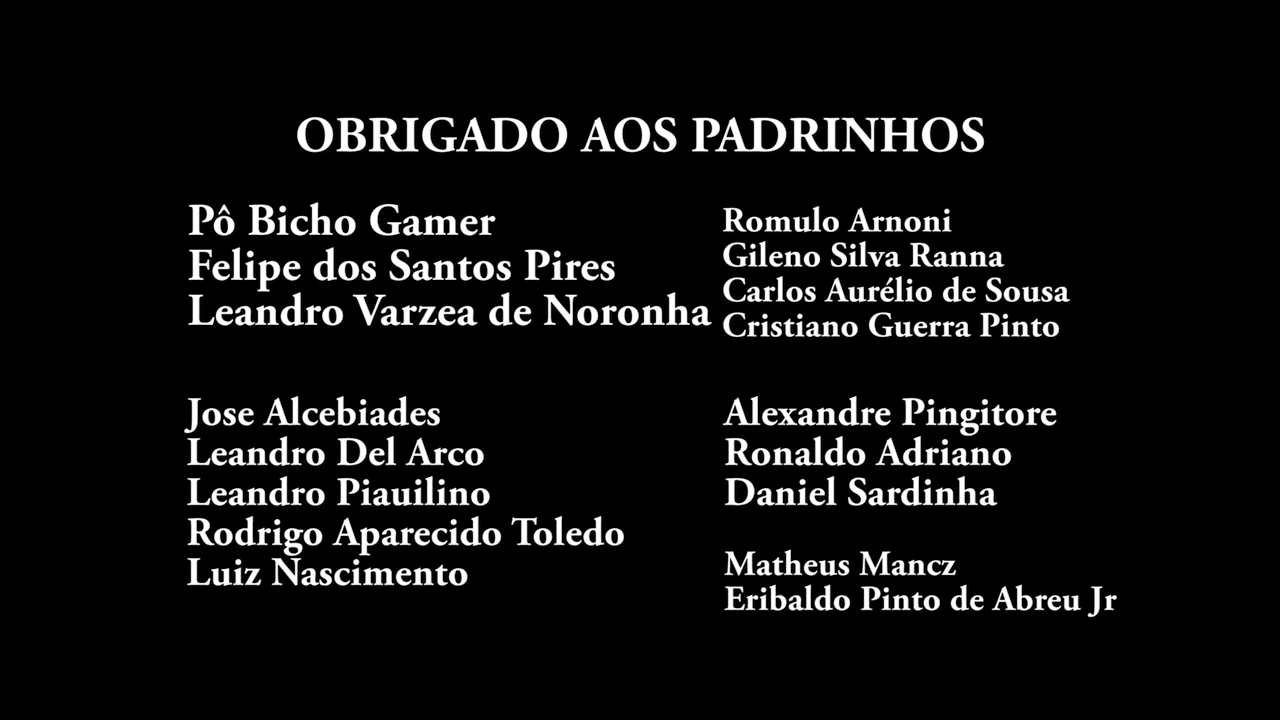 OBRIGADO AOS PADRINHOS
Pô Bicho Gamer
Felipe dos Santos Pires
Leandro Varzea de Noronha
Romulo Arnoni
Gileno Silva Ranna
Carlos Aurélio de Sousa
Cristiano Guerra Pinto
Jose Alcebiades
Leandro Del Arco
Leandro Piauilino
Rodrigo Aparecido Toledo
Luiz Nascimento
Alexandre Pingitore
Ronaldo Adriano
Daniel Sardinha
Matheus Mancz
Eribaldo Pinto de Abreu Jr